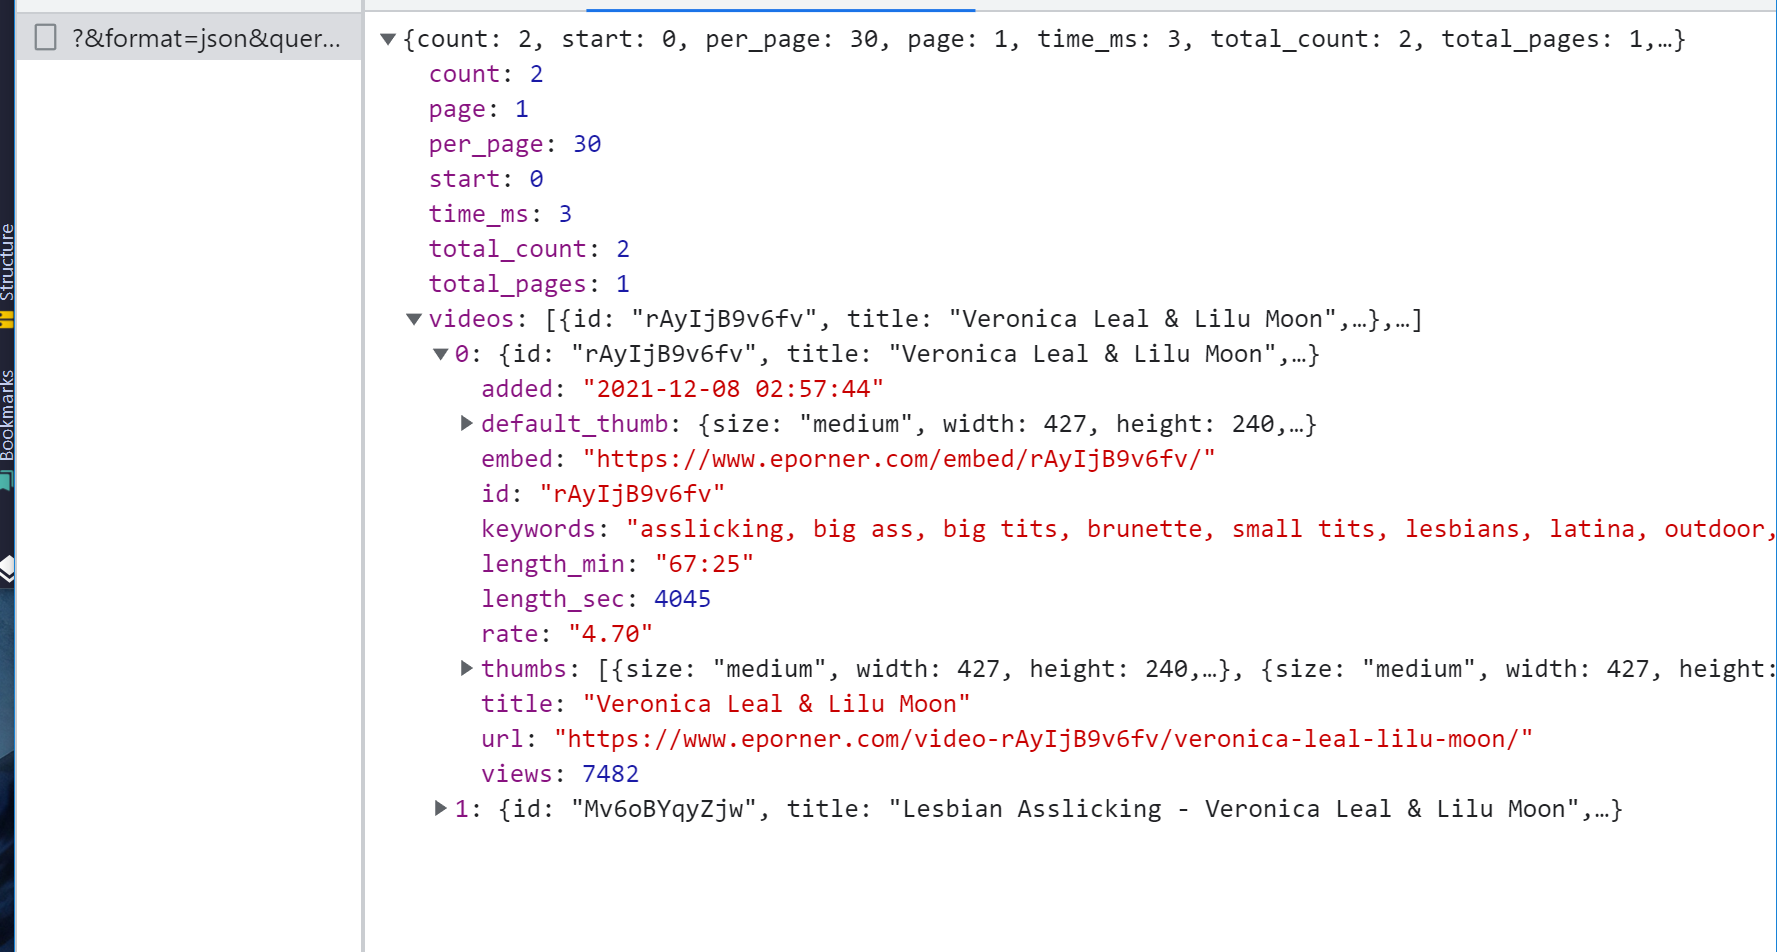 ?&format=json&quer...
{count: 2, start: 0, per_page: 30, page: 1, time_ms: 3, total_count: 2, total_pages: 1,…}
count: 2
page: 1
per_page: 30
start: 0
time_ms: 3
total_count: 2
total_pages: 1
videos: [{id: "rAyIjB9v6fv", title: "Veronica Leal & Lilu Moon",…},…]
0: {id: "rAyIjB9v6fv", title: "Veronica Leal & Lilu Moon",…}
added: "2021-12-08 02:57:44"
default_thumb: {size: "medium", width: 427, height: 240,…}
embed: "https://www.eporner.com/embed/rAyIjB9v6fv/"
id: "rAyIjB9v6fv"
keywords: "asslicking, big ass, big tits, brunette, small tits, lesbians, latina, outdoor,
length_min: "67:25"
length_sec: 4045
rate: "4.70"
thumbs: [{size: "medium", width: 427, height: 240,…}, {size: "medium", width: 427, height:
title: "Veronica Leal & Lilu Moon"
url: "https://www.eporner.com/video-rAyIjB9v6fv/veronica-leal-lilu-moon/"
views: 7482
1: {id: "Mv6oBYqyZjw", title: "Lesbian Asslicking - Veronica Leal & Lilu Moon",…}
Structure
Bookmarks